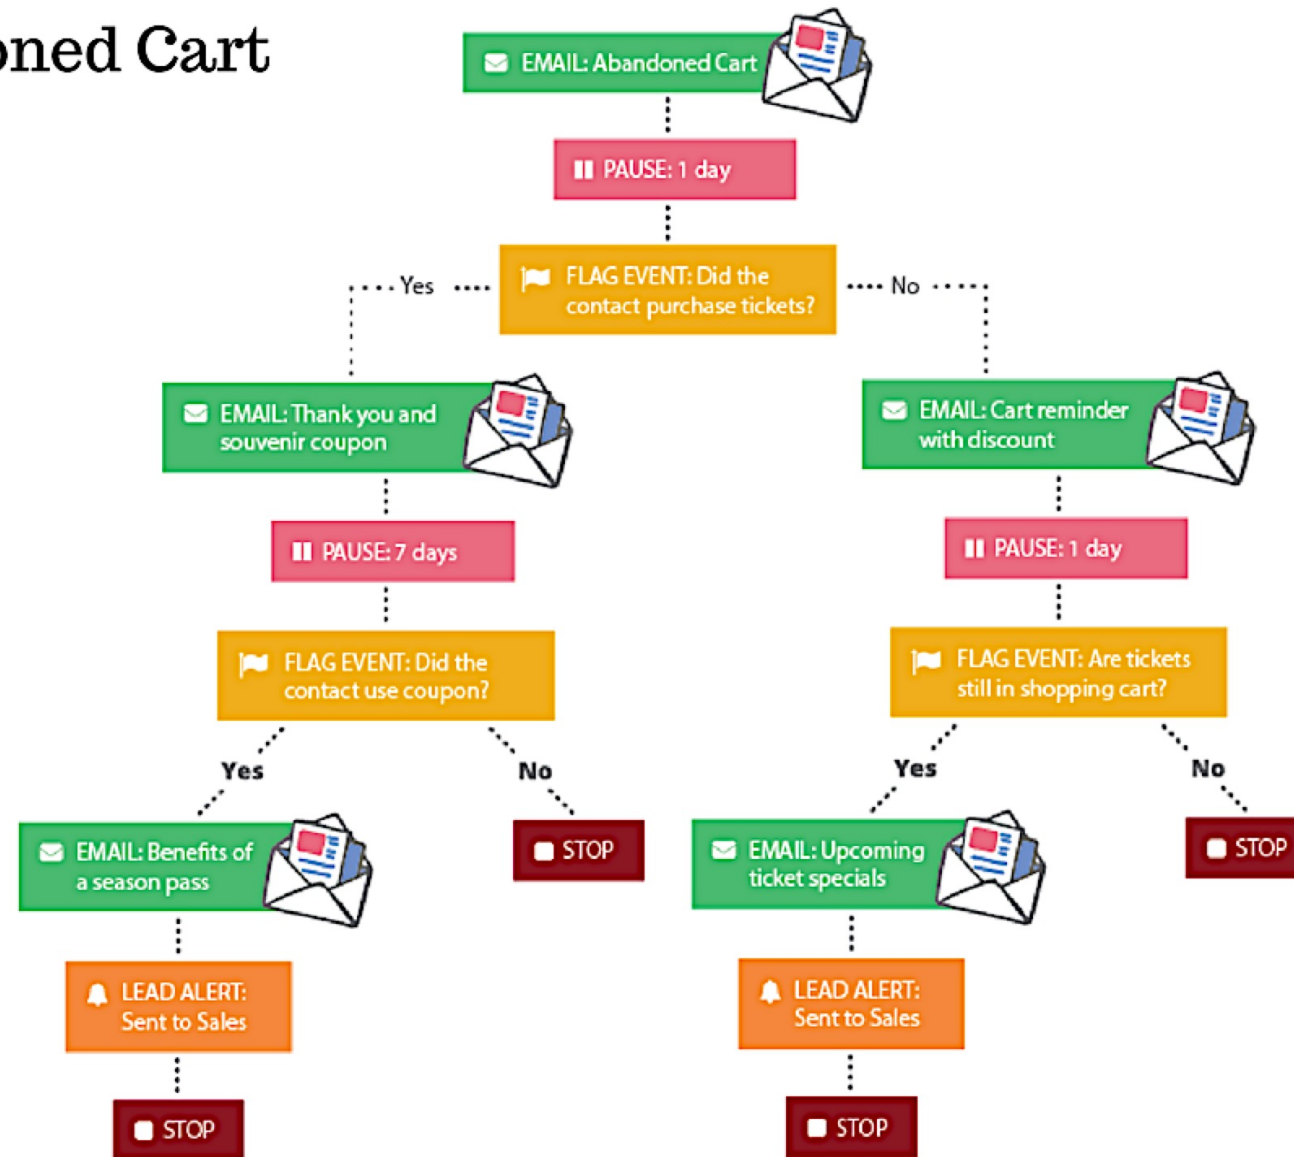 oned Cart
EMAIL: Abandoned Cart
PAUSE: 1 day
FLAG EVENT: Did the
contact purchase tickets?
Yes
No
EMAIL: Thank you and
souvenir coupon
EMAIL: Cart reminder
with discount
PAUSE: 7 days
PAUSE: 1 day
FLAG EVENT: Did the
contact use coupon?
FLAG EVENT: Are tickets
still in shopping cart?
Yes
No
Yes
No
EMAIL: Benefits of
a season pass
STOP
EMAIL: Upcoming
ticket specials
STOP
LEAD ALERT:
Sent to Sales
LEAD ALERT:
Sent to Sales
STOP
STOP